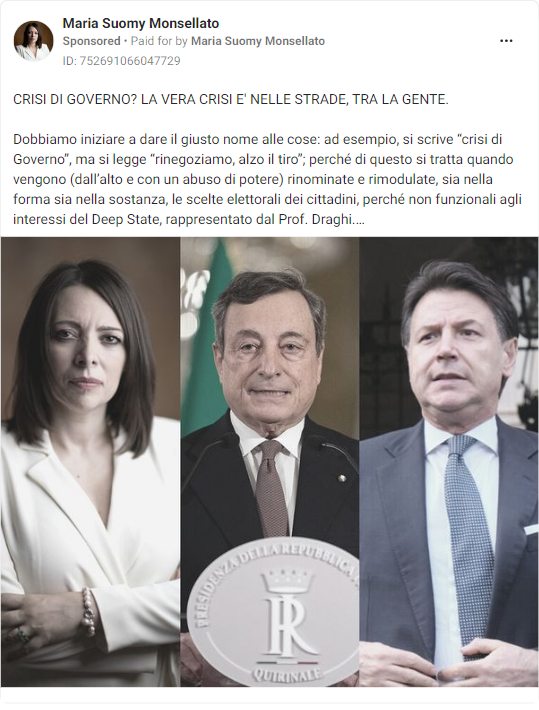 Maria Suomy Monsellato
Sponsored • Paid for by Maria Suomy Monsellato
ID: 752691066047729
CRISI DI GOVERNO? LA VERA CRISI E' NELLE STRADE, TRA LA GENTE.
Dobbiamo iniziare a dare il giusto nome alle cose: ad esempio, si scrive “crisi di
Governo”, ma si legge “rinegoziamo, alzo il tiro”; perché di questo si tratta quando
vengono (dall’alto e con un abuso di potere) rinominate e rimodulate, sia nella
forma sia nella sostanza, le scelte elettorali dei cittadini, perché non funzionali agli
interessi del Deep State, rappresentato dal Prof. Draghi....
PRESIDENZA DELLA REPUBBLICA
QUIRINALE